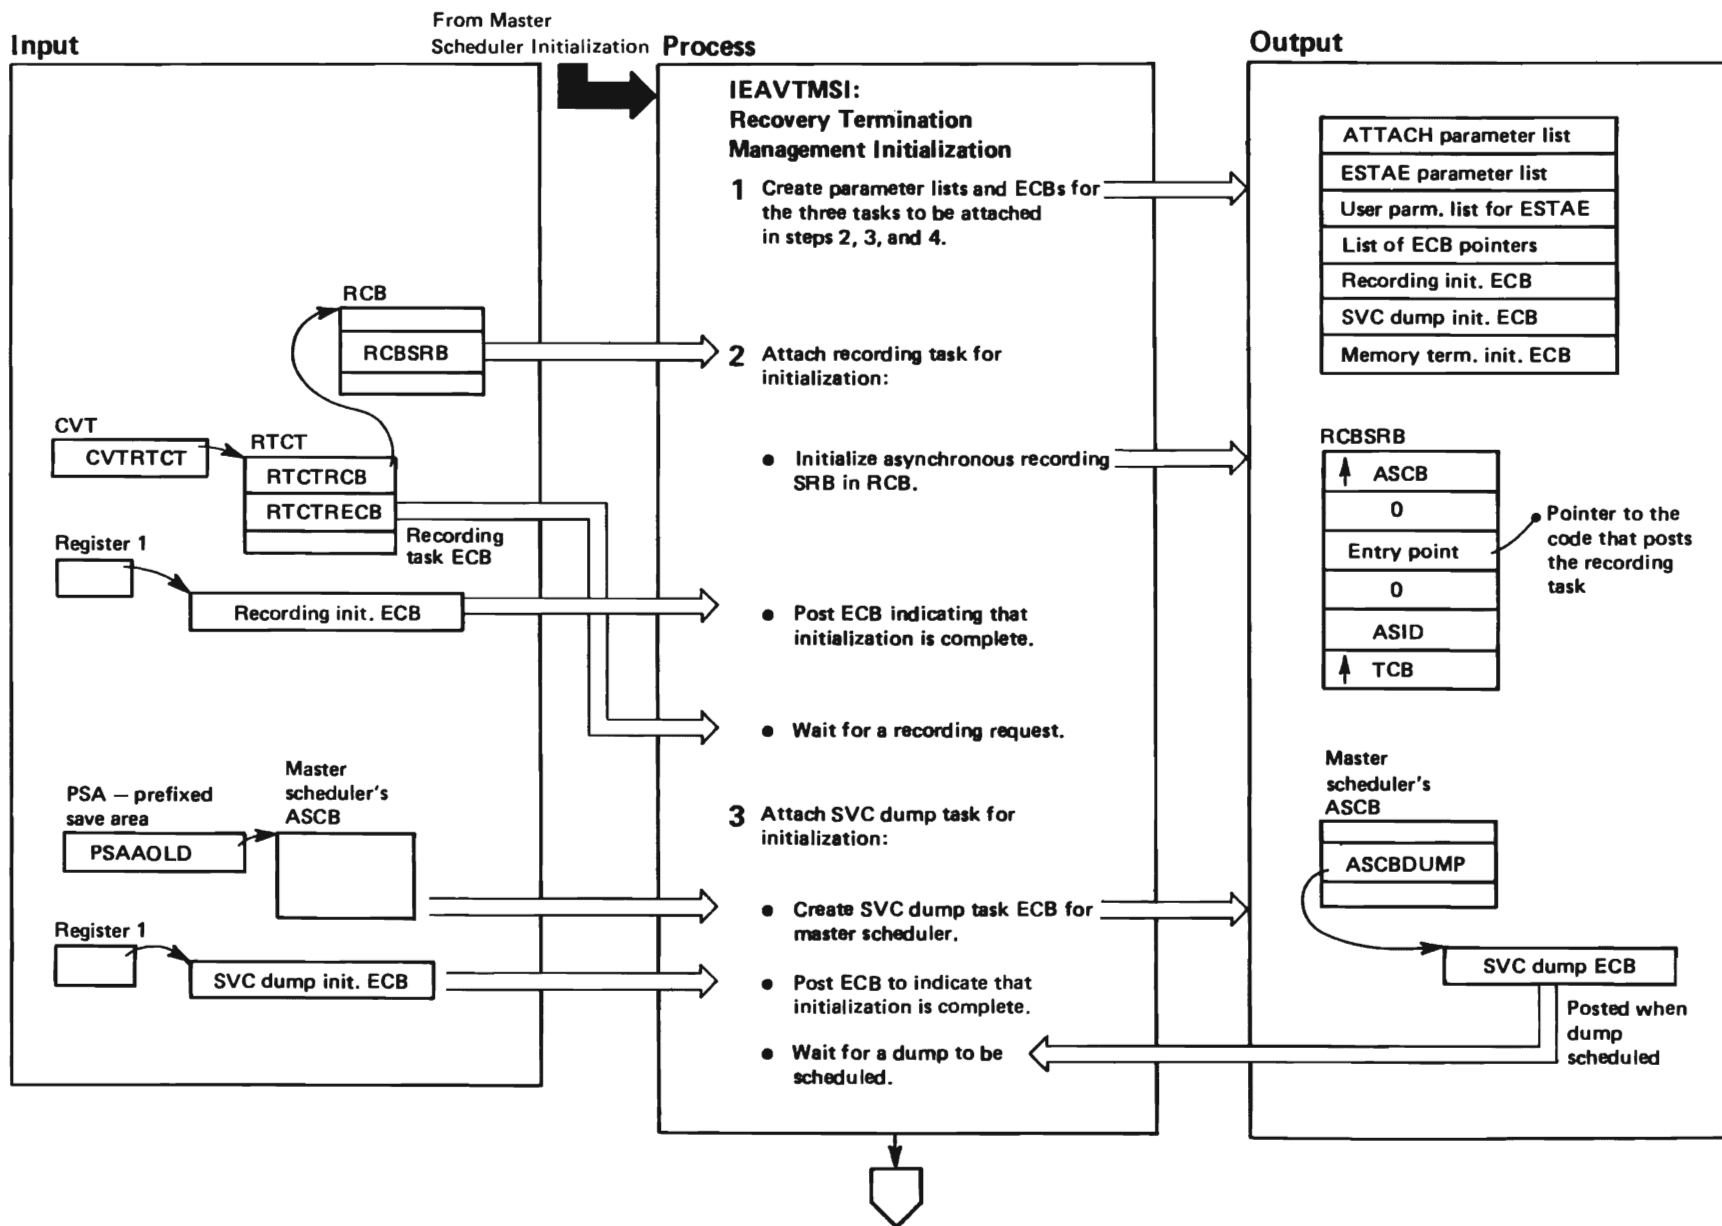 From Master
Scheduler Initialization
Input
Process
Output
IEAVTMSI:
Recovery Termination
Management Initialization
1 Create parameter lists and ECBs for
the three tasks to be attached
in steps 2, 3, and 4.
ATTACH parameter list
ESTAE parameter list
User parm. list for ESTAE
List of ECB pointers
Recording init. ECB
SVC dump init. ECB
Memory term. init. ECB
RCB
RCBSRB
2 Attach recording task for
initialization:
CVT
CVTRTCT
RTCT
RTCTRCB
RTCTRECB
Recording
task ECB
• Initialize asynchronous recording
SRB in RCB.
RCBSRB
↑ ASCB
0
Entry point
0
ASID
↑ TCB
• Pointer to the
code that posts
the recording
task
Register 1
Recording init. ECB
• Post ECB indicating that
initialization is complete.
• Wait for a recording request.
PSA — prefixed
save area
PSAAOLD
Master
scheduler's
ASCB
3 Attach SVC dump task for
initialization:
Master
scheduler's
ASCB
ASCBDUMP
• Create SVC dump task ECB for
master scheduler.
Register 1
SVC dump init. ECB
• Post ECB to indicate that
initialization is complete.
SVC dump ECB
• Wait for a dump to be
scheduled.
Posted when
dump
scheduled